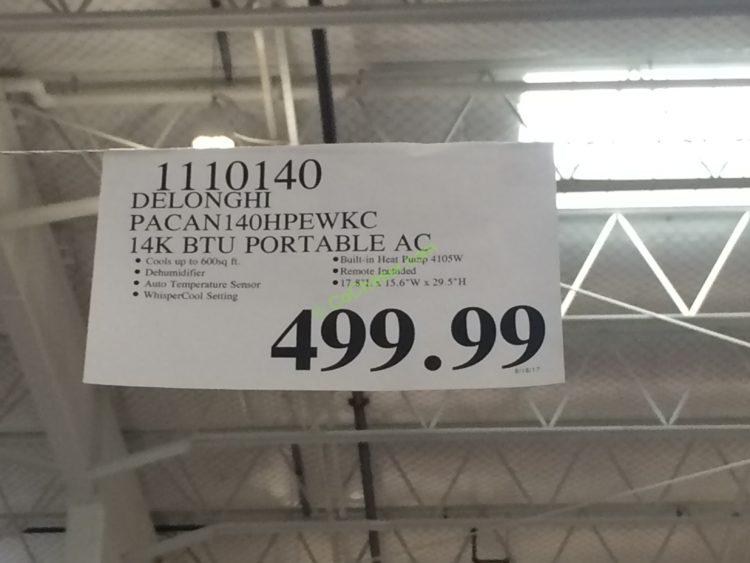 1110140
DELONGHI
PACAN140HPEWKC
14K BTU PORTABLE AC
• Cools up to 600sq ft.
• Dehumidifier
• Auto Temperature Sensor
• WhisperCool Setting
• Built-in Heat Pump 4105W
• Remote Included
• 17.8"L x 15.6"W x 29.5"H
499.99